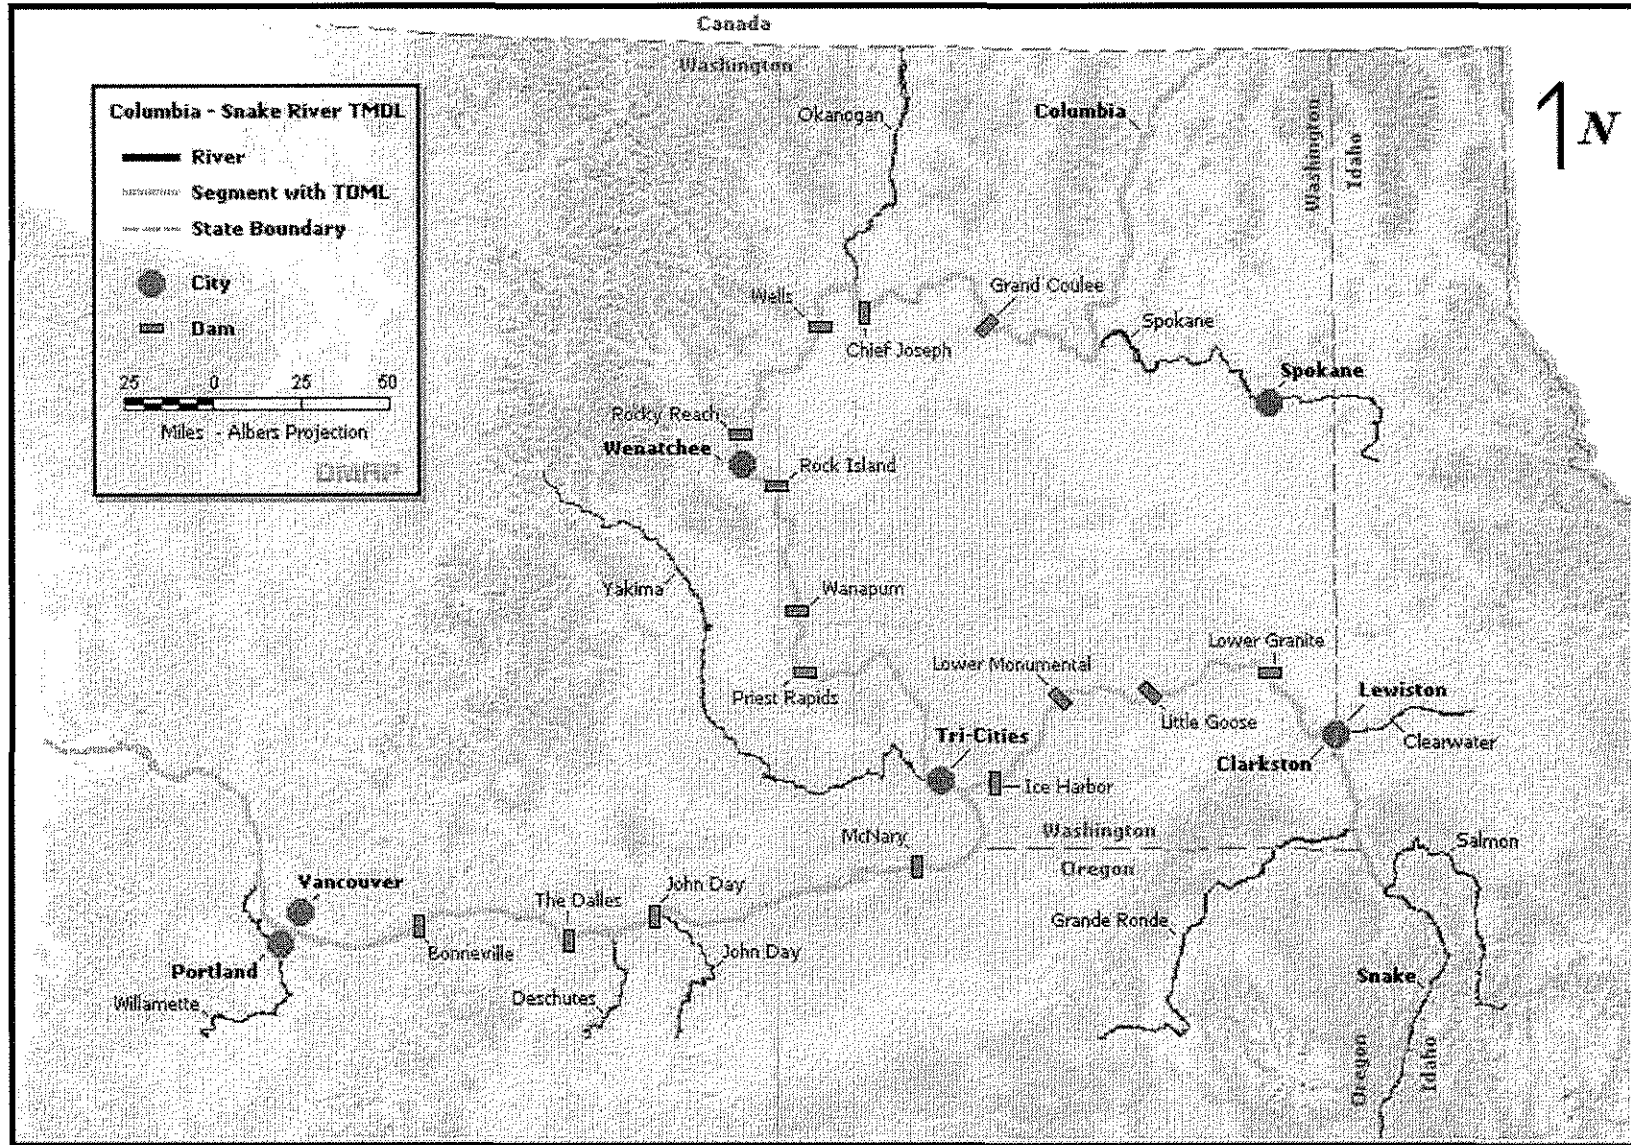 Canada
Washington
Columbia - Snake River TMDL
River
Segment with TDML
State Boundary
City
Dam
25 0 25 50
Miles - Albers Projection
N
Okanogan
Columbia
Washington
Idaho
Wells
Grand Coulee
Chief Joseph
Spokane
Spokane
Rocky Reach
Wenatchee
Rock Island
Yakima
Wanapum
Lower Granite
Lower Monumental
Priest Rapids
Lewiston
Little Goose
Tri-Cities
Clearwater
Clarkston
Ice Harbor
McNary
Washington
Oregon
Salmon
Vancouver
John Day
The Dalles
Grande Ronde
Bonneville
John Day
Portland
Snake
Deschutes
Willamette
Oregon
Idaho